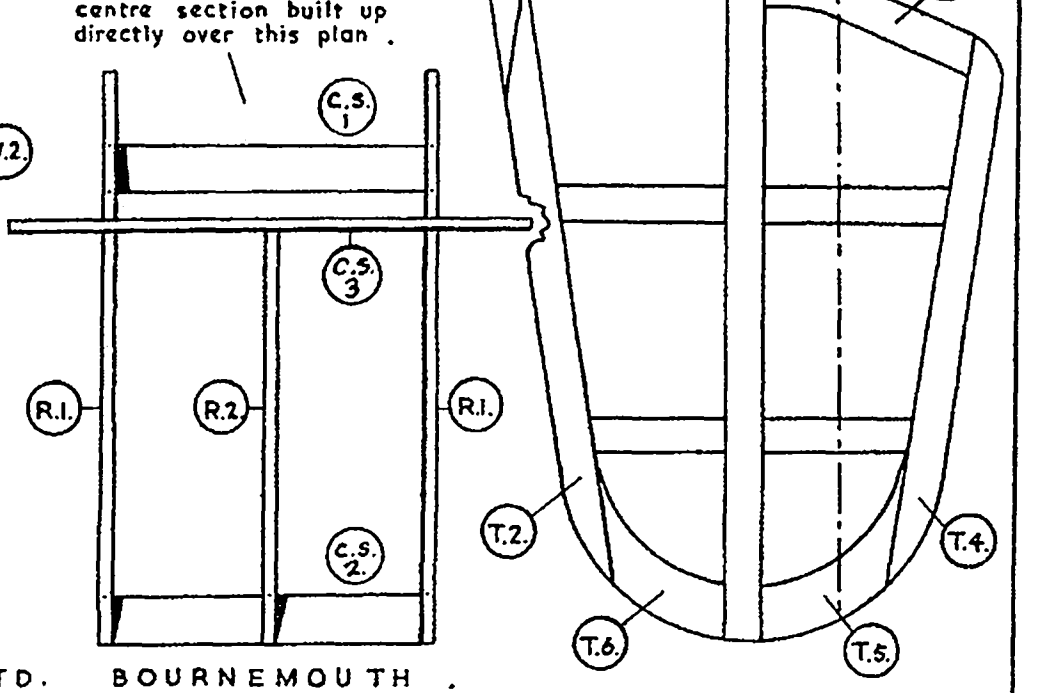 centre section built up
directly over this plan .
C.S.
1
C.S.
3
R.1.
R.2.
R.1.
C.S.
2.
T.2.
T.4.
T.6.
T.5.
TD. BOURNEMOUTH .